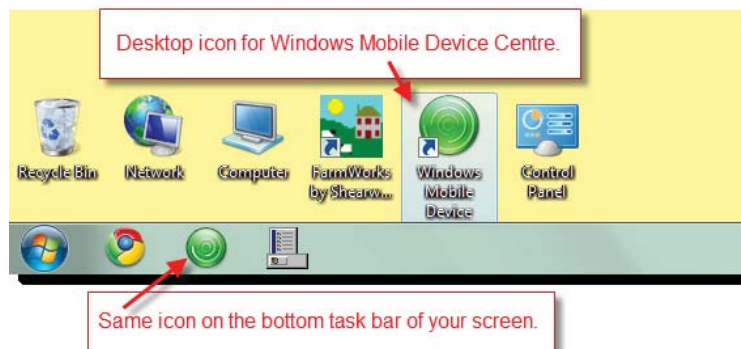 Desktop icon for Windows Mobile Device Centre.
Recycle Bin
Network
Computer
FarmWorks
by Shearw...
Windows
Mobile
Device
Control
Panel
Same icon on the bottom task bar of your screen.